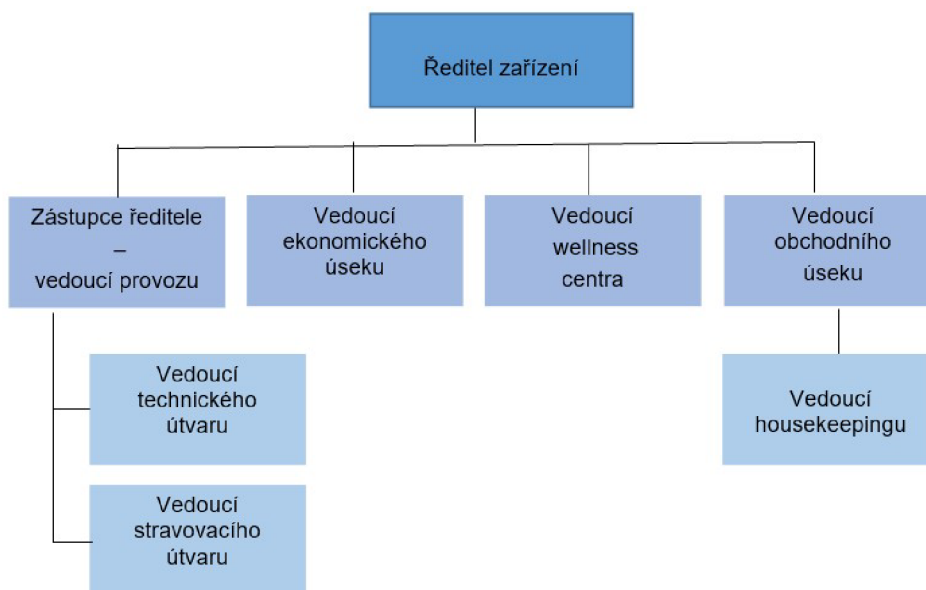 Ředitel zařízení
Zástupce ředitele
–
vedoucí provozu
Vedoucí
ekonomického
úseku
Vedoucí
wellness
centra
Vedoucí
obchodního
úseku
Vedoucí
technického
útvaru
Vedoucí
housekeepingu
Vedoucí
stravovacího
útvaru